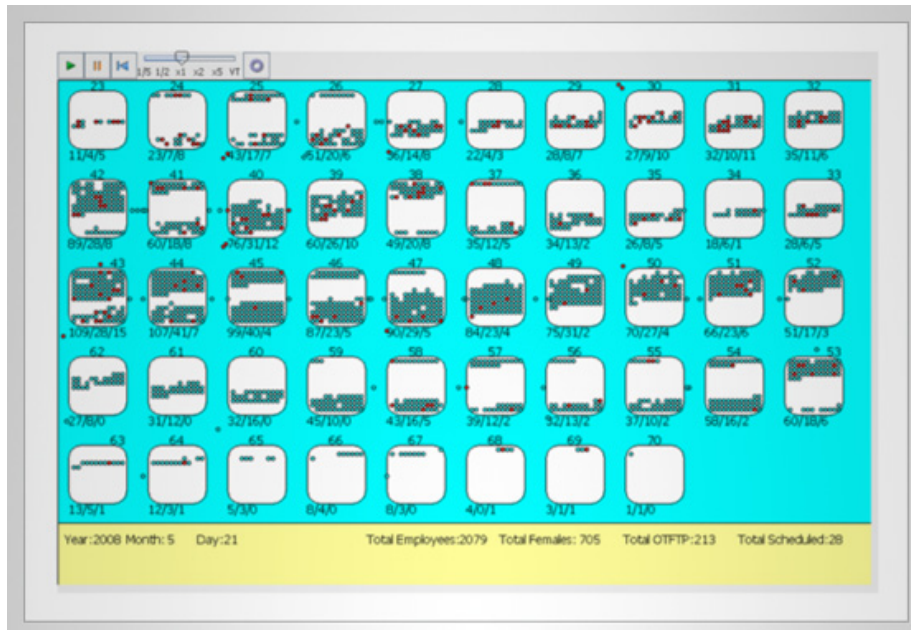 1/5 1/2 x1 x2 x5 VT
23 24 25 26 27 28 29 30 31 32
11/4/5 23/7/8 43/17/7 51/20/6 56/14/8 22/4/3 28/8/7 27/9/10 32/10/11 35/11/6
42 41 40 39 38 37 36 35 34 33
89/28/8 60/18/8 76/31/12 60/26/10 49/20/8 35/12/5 34/13/2 26/8/5 18/6/1 28/6/5
43 44 45 46 47 48 49 50 51 52
109/28/15 107/41/7 99/40/4 87/23/5 90/29/5 84/23/4 75/31/2 70/27/4 66/23/6 51/17/3
62 61 60 59 58 57 56 55 54 53
27/8/0 31/12/0 32/16/0 45/10/0 43/16/5 39/12/2 32/13/2 37/10/2 58/16/2 60/18/6
63 64 65 66 67 68 69 70
13/5/1 12/3/1 5/3/0 8/4/0 8/3/0 4/0/1 3/1/1 1/1/0
Year:2008 Month: 5 Day:21 Total Employees:2079 Total Females: 705 Total OTFTP:213 Total Scheduled:28